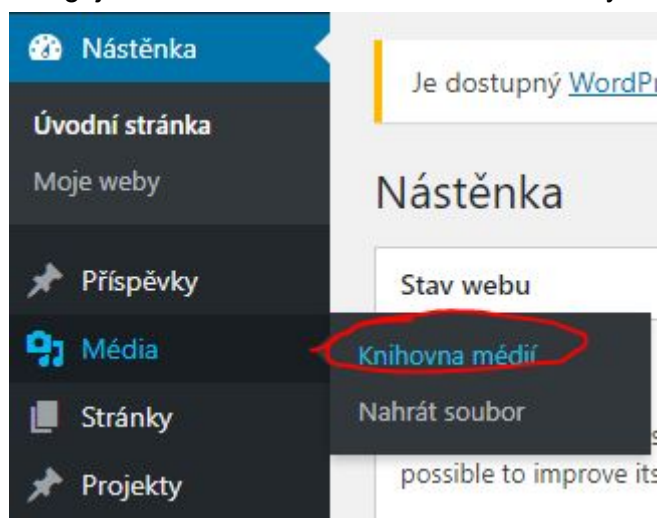 Nástěnka
Úvodní stránka
Moje weby
Příspěvky
Média
Stránky
Projekty
Knihovna médií
Nahrát soubor
Je dostupný WordPr
Nástěnka
Stav webu
possible to improve its